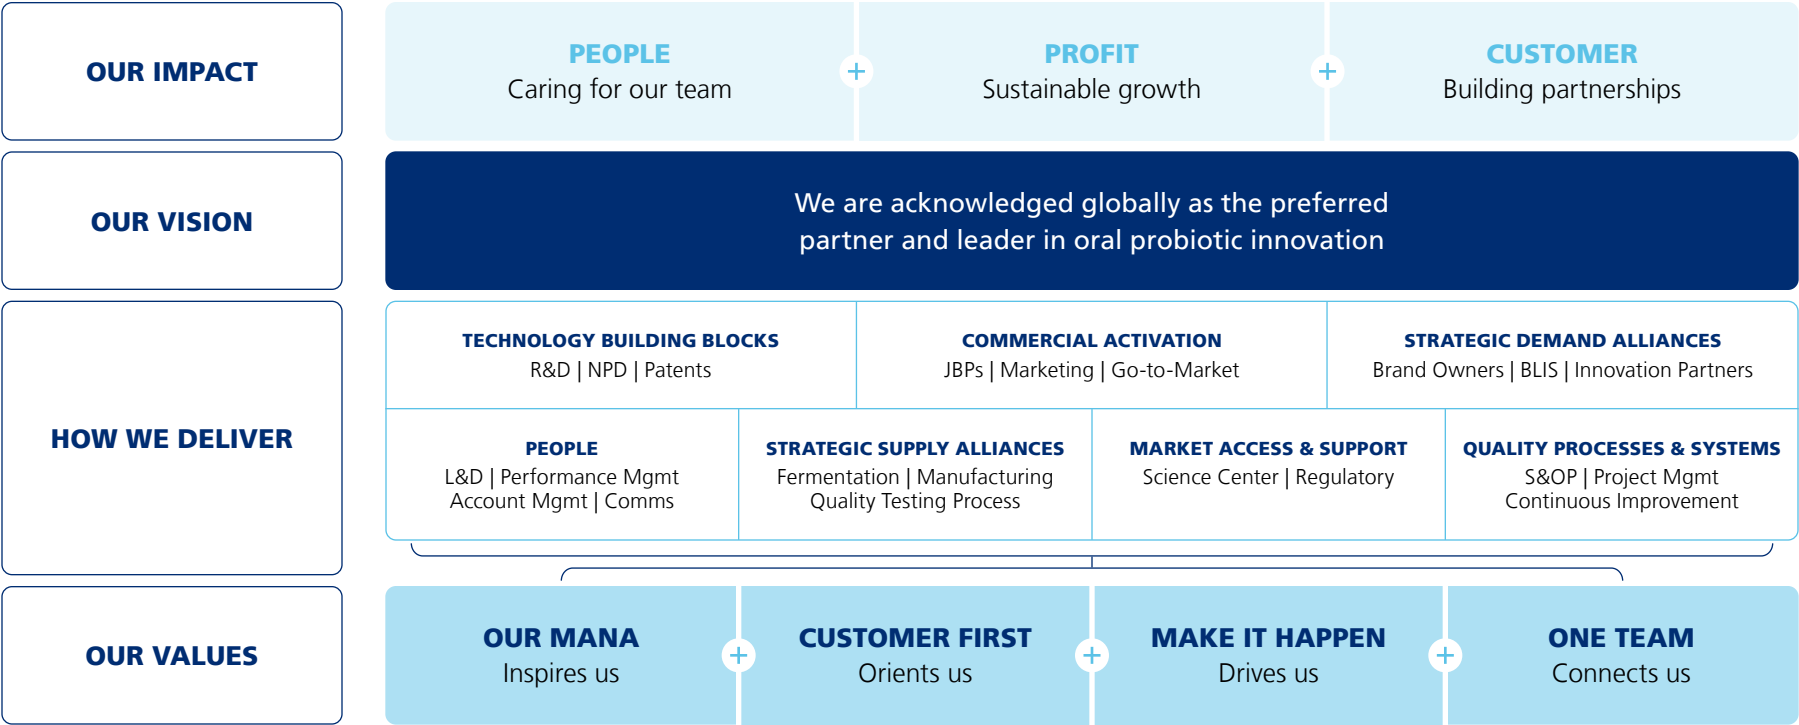 OUR IMPACT
PEOPLE
Caring for our team
+
PROFIT
Sustainable growth
+
CUSTOMER
Building partnerships
OUR VISION
We are acknowledged globally as the preferred
partner and leader in oral probiotic innovation
HOW WE DELIVER
TECHNOLOGY BUILDING BLOCKS
R&D | NPD | Patents
COMMERCIAL ACTIVATION
JBPs | Marketing | Go-to-Market
STRATEGIC DEMAND ALLIANCES
Brand Owners | BLIS | Innovation Partners
PEOPLE
L&D | Performance Mgmt
Account Mgmt | Comms
STRATEGIC SUPPLY ALLIANCES
Fermentation | Manufacturing
Quality Testing Process
MARKET ACCESS & SUPPORT
Science Center | Regulatory
QUALITY PROCESSES & SYSTEMS
S&OP | Project Mgmt
Continuous Improvement
OUR VALUES
OUR MANA
Inspires us
+
CUSTOMER FIRST
Orients us
+
MAKE IT HAPPEN
Drives us
+
ONE TEAM
Connects us